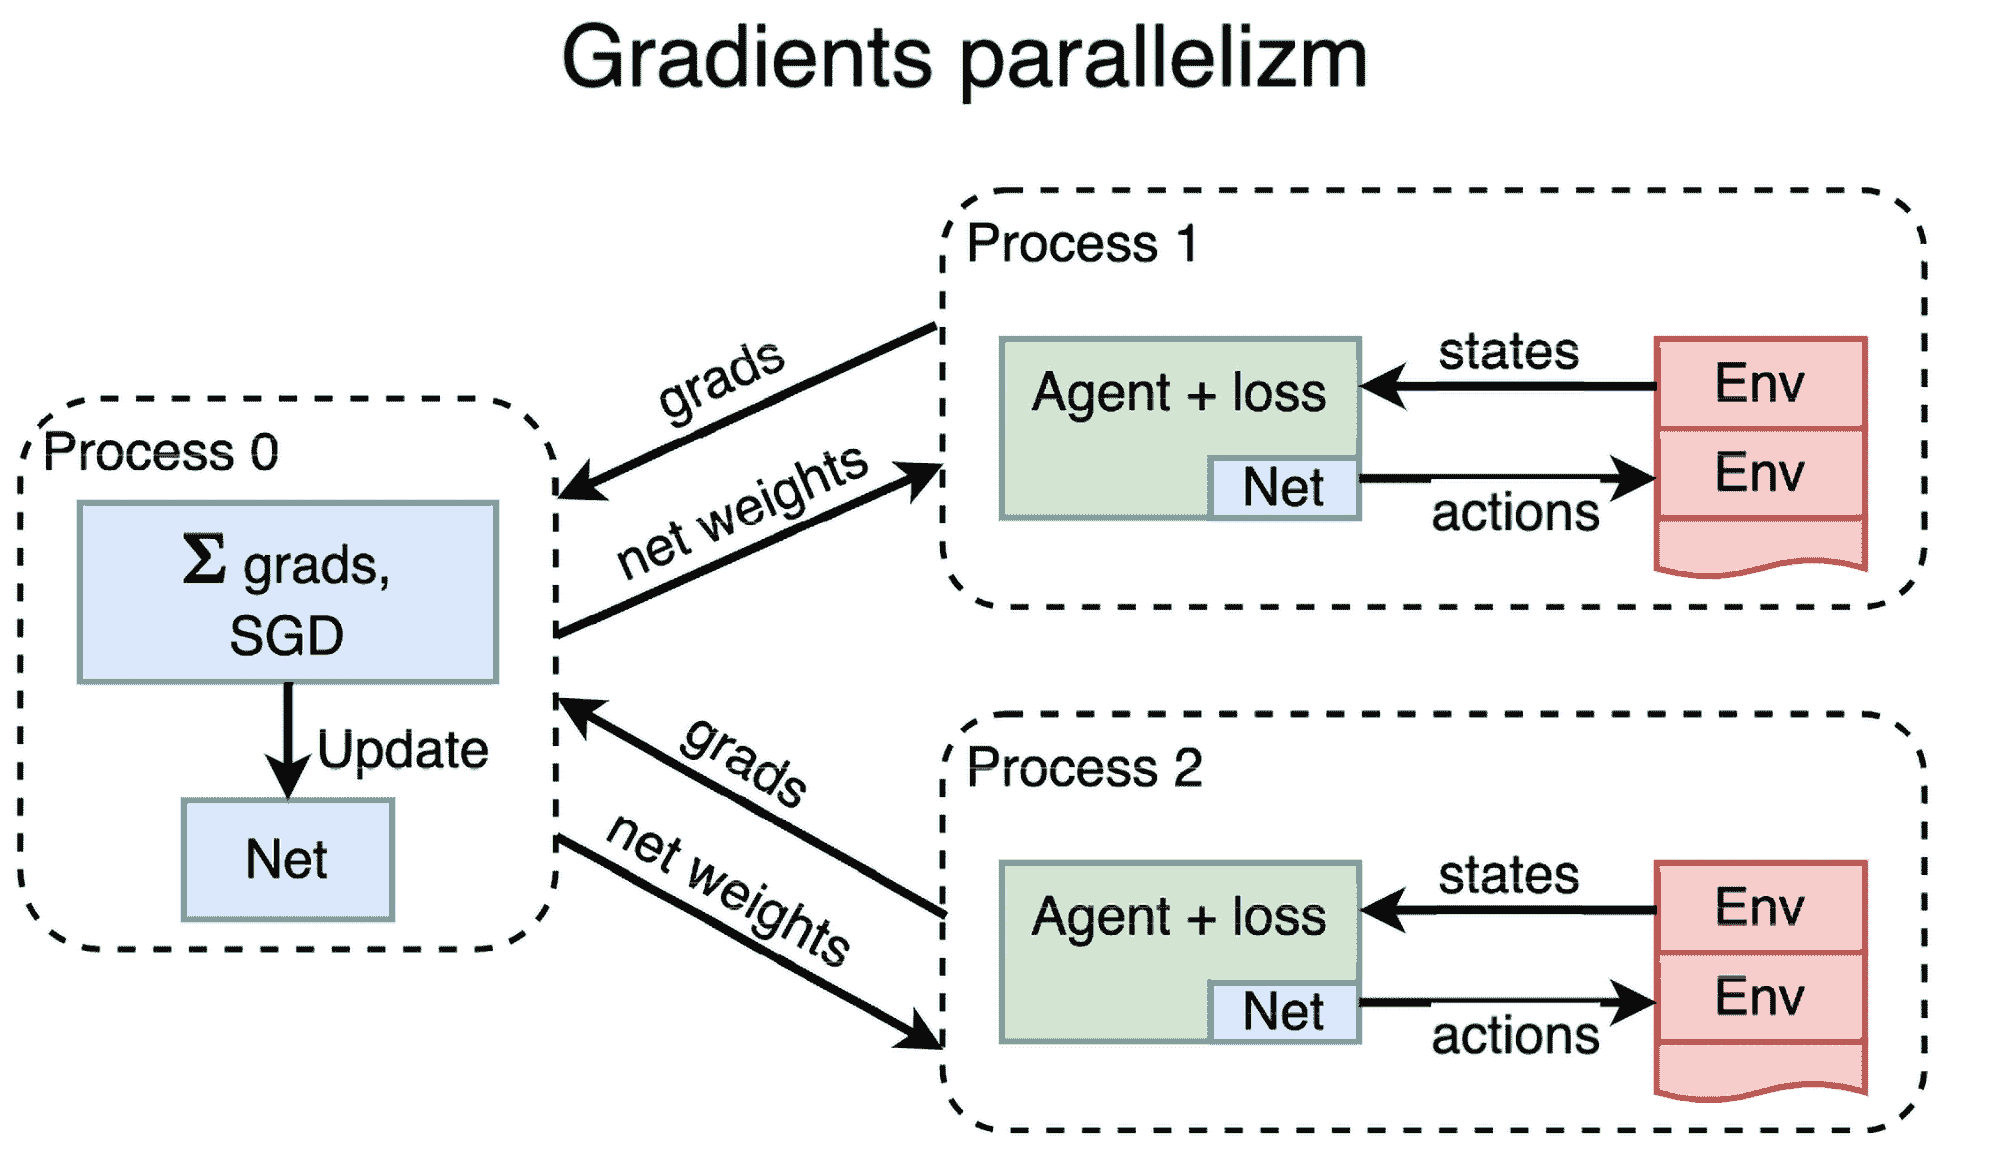 Gradients parallelizm
Process 0
Σ grads,
SGD
Update
Net
grads
net weights
grads
net weights
Process 1
Agent + loss
Net
states
actions
Env
Env
Process 2
Agent + loss
Net
states
actions
Env
Env